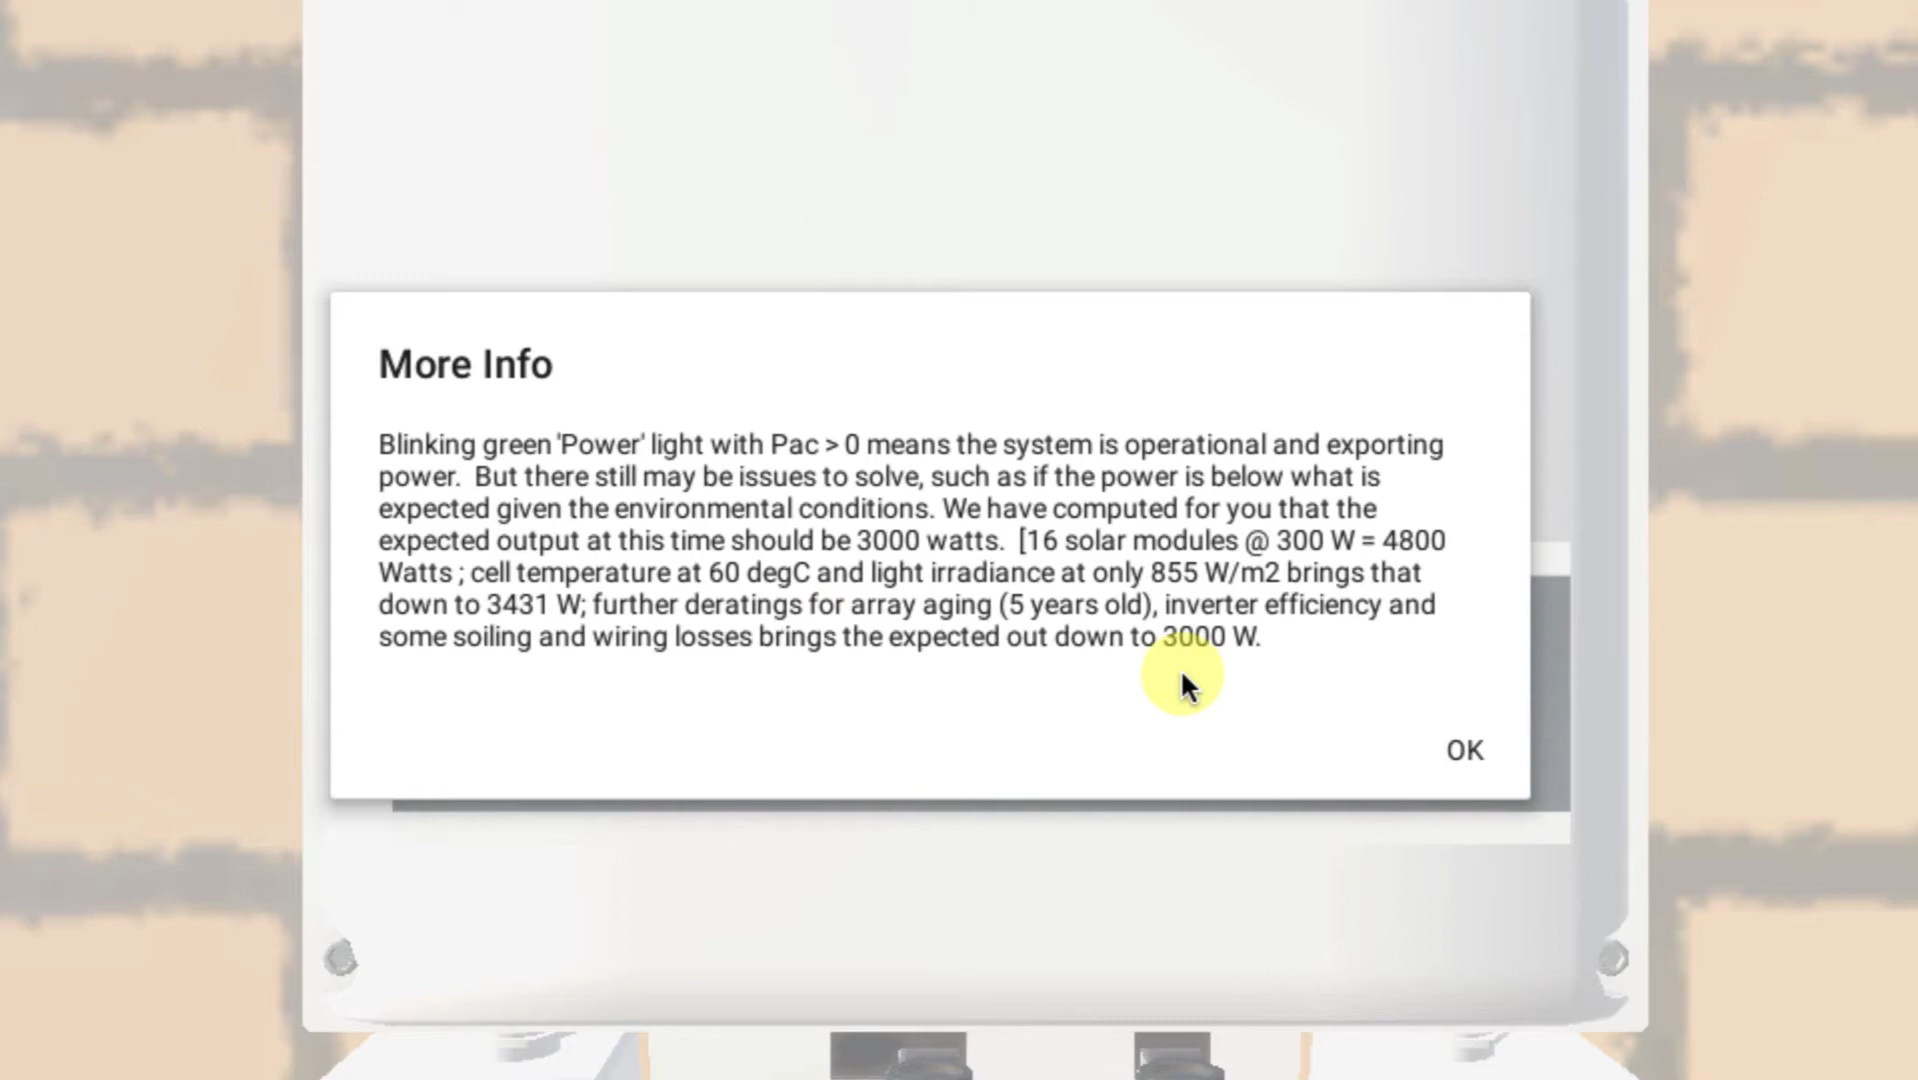 More Info
Blinking green 'Power' light with Pac > 0 means the system is operational and exporting
power.  But there still may be issues to solve, such as if the power is below what is
expected given the environmental conditions. We have computed for you that the
expected output at this time should be 3000 watts.  [16 solar modules @ 300 W = 4800
Watts ; cell temperature at 60 degC and light irradiance at only 855 W/m2 brings that
down to 3431 W; further deratings for array aging (5 years old), inverter efficiency and
some soiling and wiring losses brings the expected out down to 3000 W.
OK